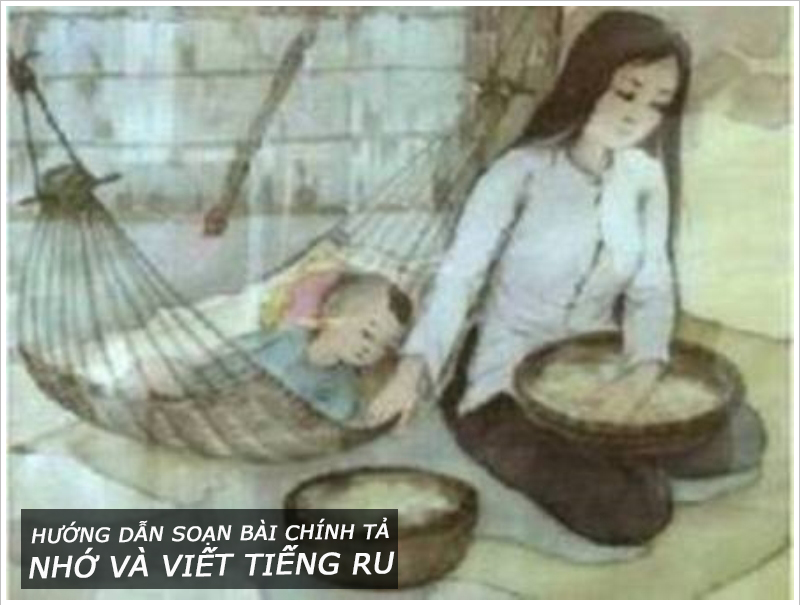 HƯỚNG DẪN SOẠN BÀI CHÍNH TẢ
NHỚ VÀ VIẾT TIẾNG RU